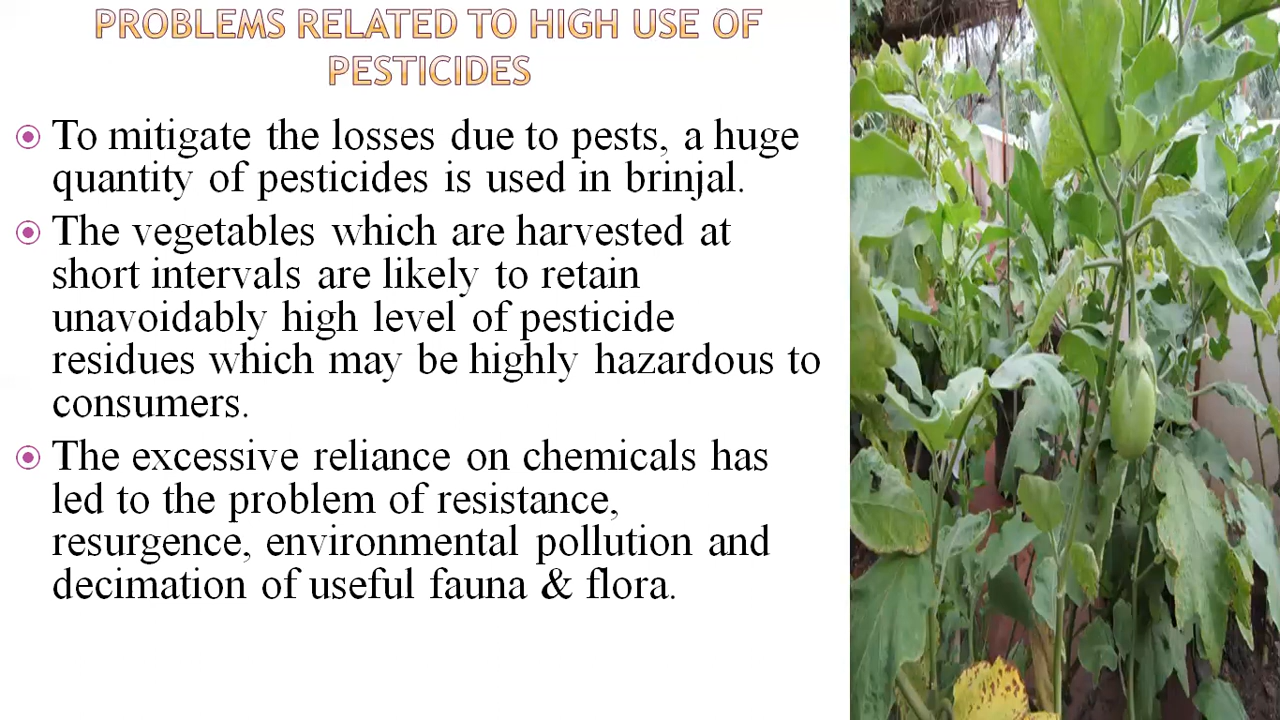 PROBLEMS RELATED TO HIGH USE OF
PESTICIDES
To mitigate the losses due to pests, a huge
quantity of pesticides is used in brinjal.
The vegetables which are harvested at
short intervals are likely to retain
unavoidably high level of pesticide
residues which may be highly hazardous to
consumers.
The excessive reliance on chemicals has
led to the problem of resistance,
resurgence, environmental pollution and
decimation of useful fauna & flora.